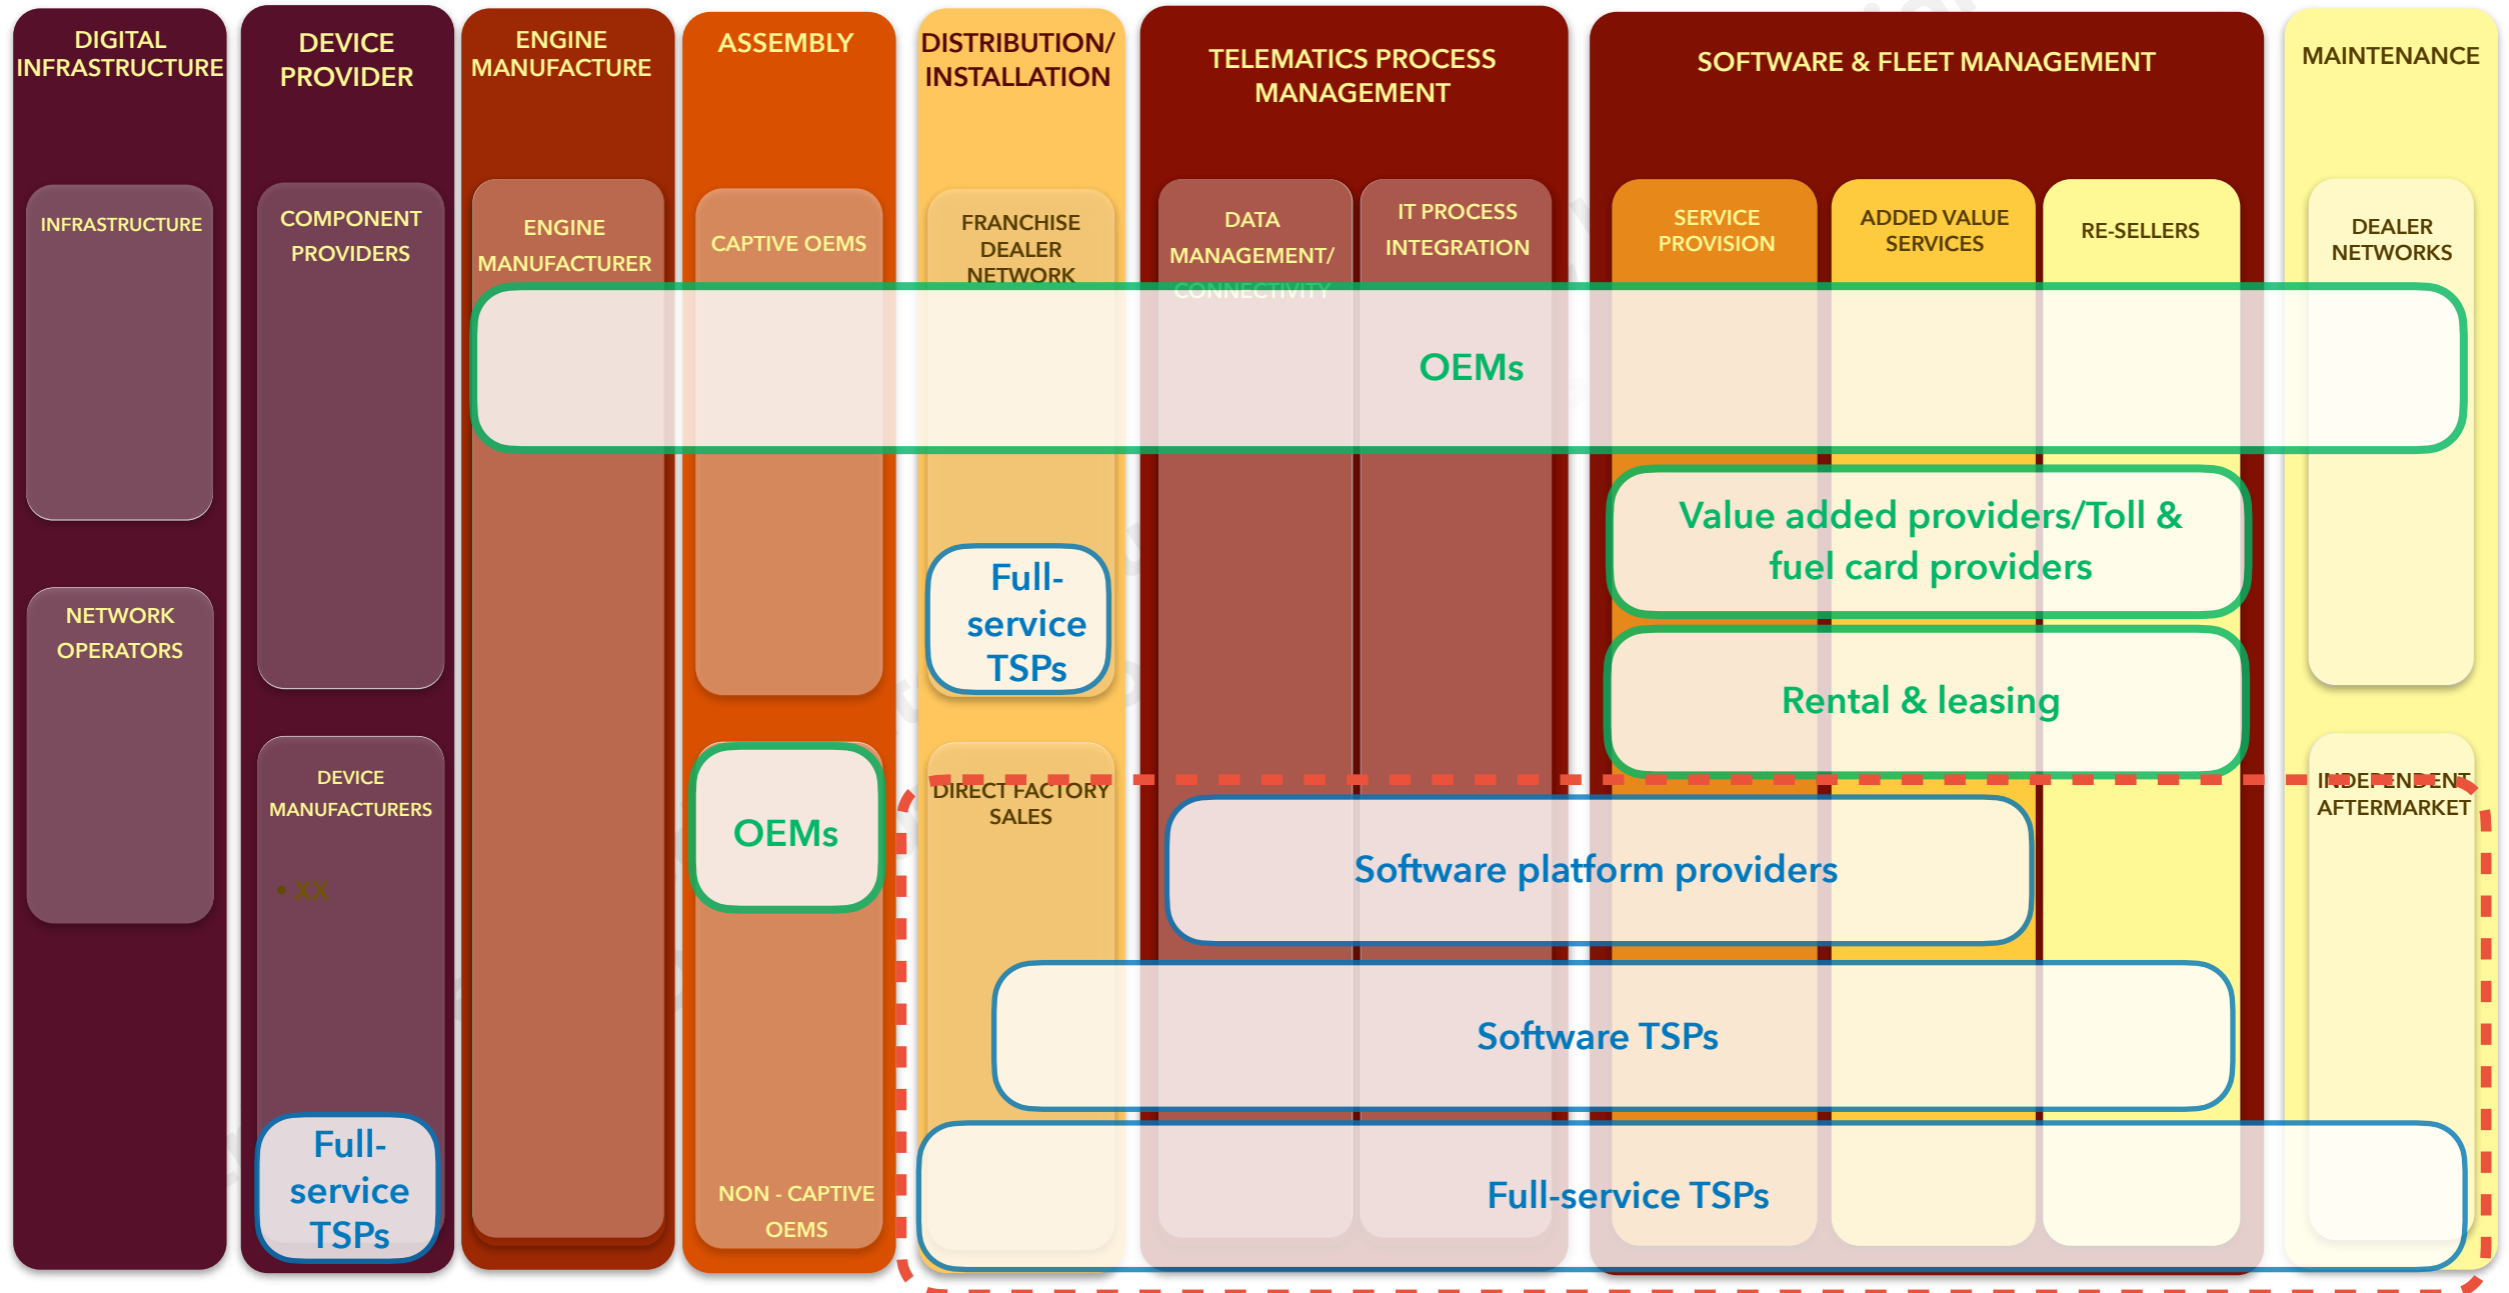 DIGITAL
INFRASTRUCTURE
DEVICE
PROVIDER
ENGINE
MANUFACTURE
ASSEMBLY
DISTRIBUTION/
INSTALLATION
TELEMATICS PROCESS
MANAGEMENT
SOFTWARE & FLEET MANAGEMENT
MAINTENANCE
INFRASTRUCTURE
COMPONENT
PROVIDERS
ENGINE
MANUFACTURER
CAPTIVE OEMS
FRANCHISE
DEALER
NETWORK
DATA
MANAGEMENT/
CONNECTIVITY
IT PROCESS
INTEGRATION
SERVICE
PROVISION
ADDED VALUE
SERVICES
RE-SELLERS
DEALER
NETWORKS
OEMs
Value added providers/Toll &
fuel card providers
Full-
service
TSPs
NETWORK
OPERATORS
Rental & leasing
DEVICE
MANUFACTURERS
• XX
OEMs
DIRECT FACTORY
SALES
INDEPENDENT
AFTERMARKET
Software platform providers
Software TSPs
Full-
service
TSPs
NON - CAPTIVE
OEMS
Full-service TSPs